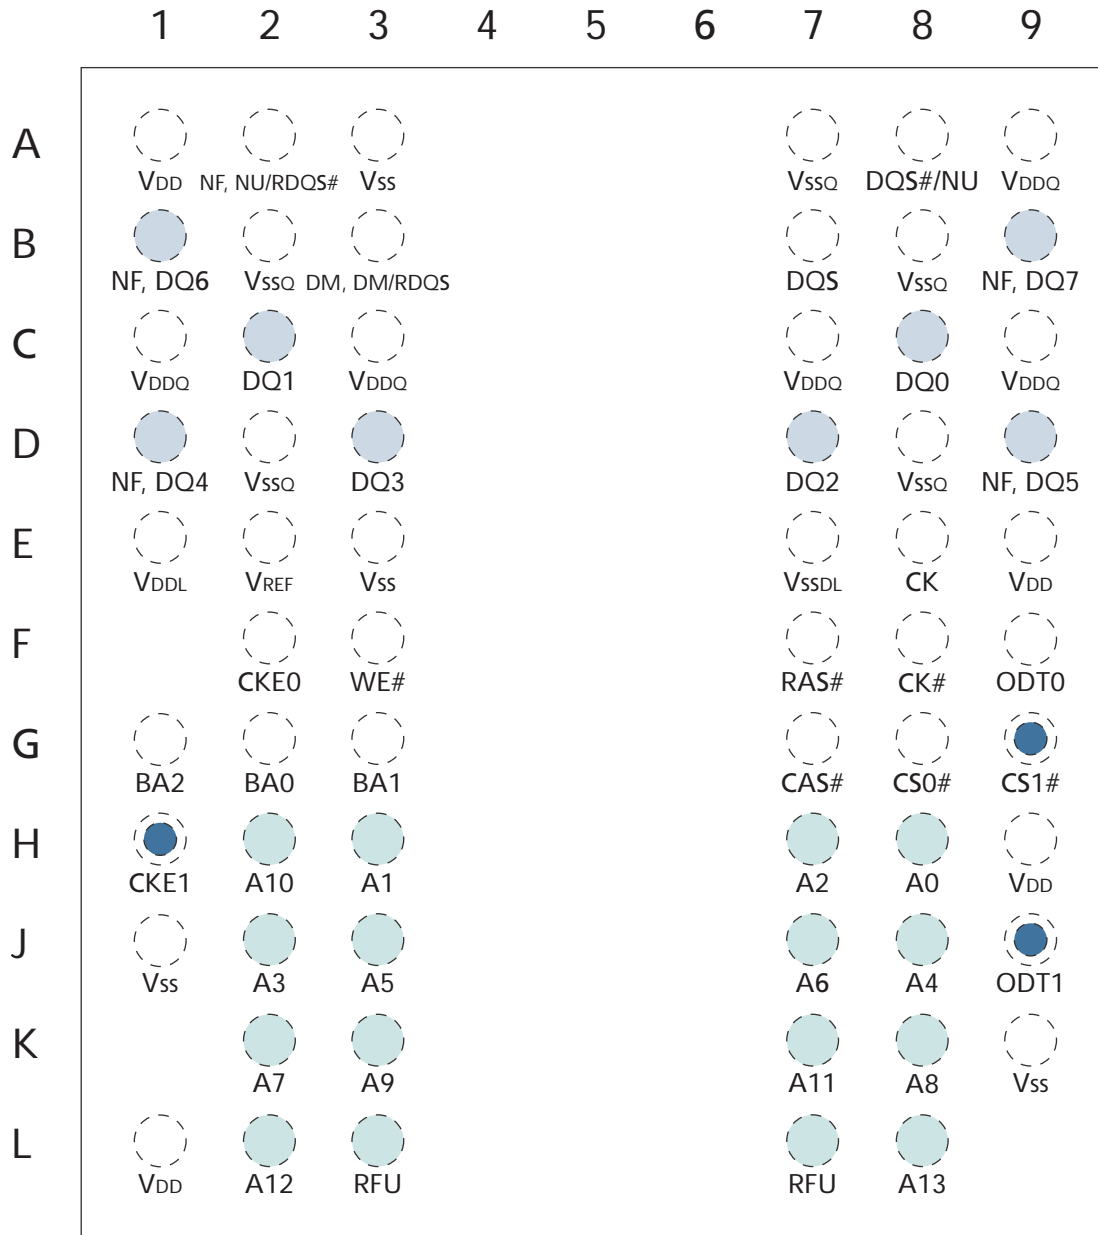 1 2 3 4 5 6 7 8 9
A
VDD NF, NU/RDQS# Vss VssQ DQS#/NU VDDQ
B
NF, DQ6 VssQ DM, DM/RDQS DQS VssQ NF, DQ7
C
VDDQ DQ1 VDDQ VDDQ DQ0 VDDQ
D
NF, DQ4 VssQ DQ3 DQ2 VssQ NF, DQ5
E
VDDL VREF Vss VssDL CK VDD
F
CKE0 WE# RAS# CK# ODT0
G
BA2 BA0 BA1 CAS# CS0# CS1#
H
CKE1 A10 A1 A2 A0 VDD
J
Vss A3 A5 A6 A4 ODT1
K
A7 A9 A11 A8 Vss
L
VDD A12 RFU RFU A13